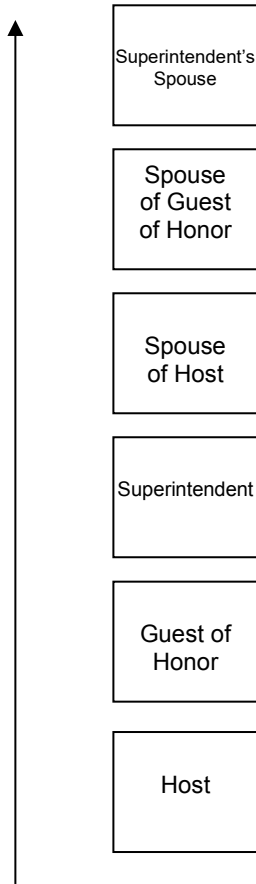 Superintendent’s
Spouse
Spouse
of Guest
of Honor
Spouse
of Host
Superintendent
Guest of
Honor
Host